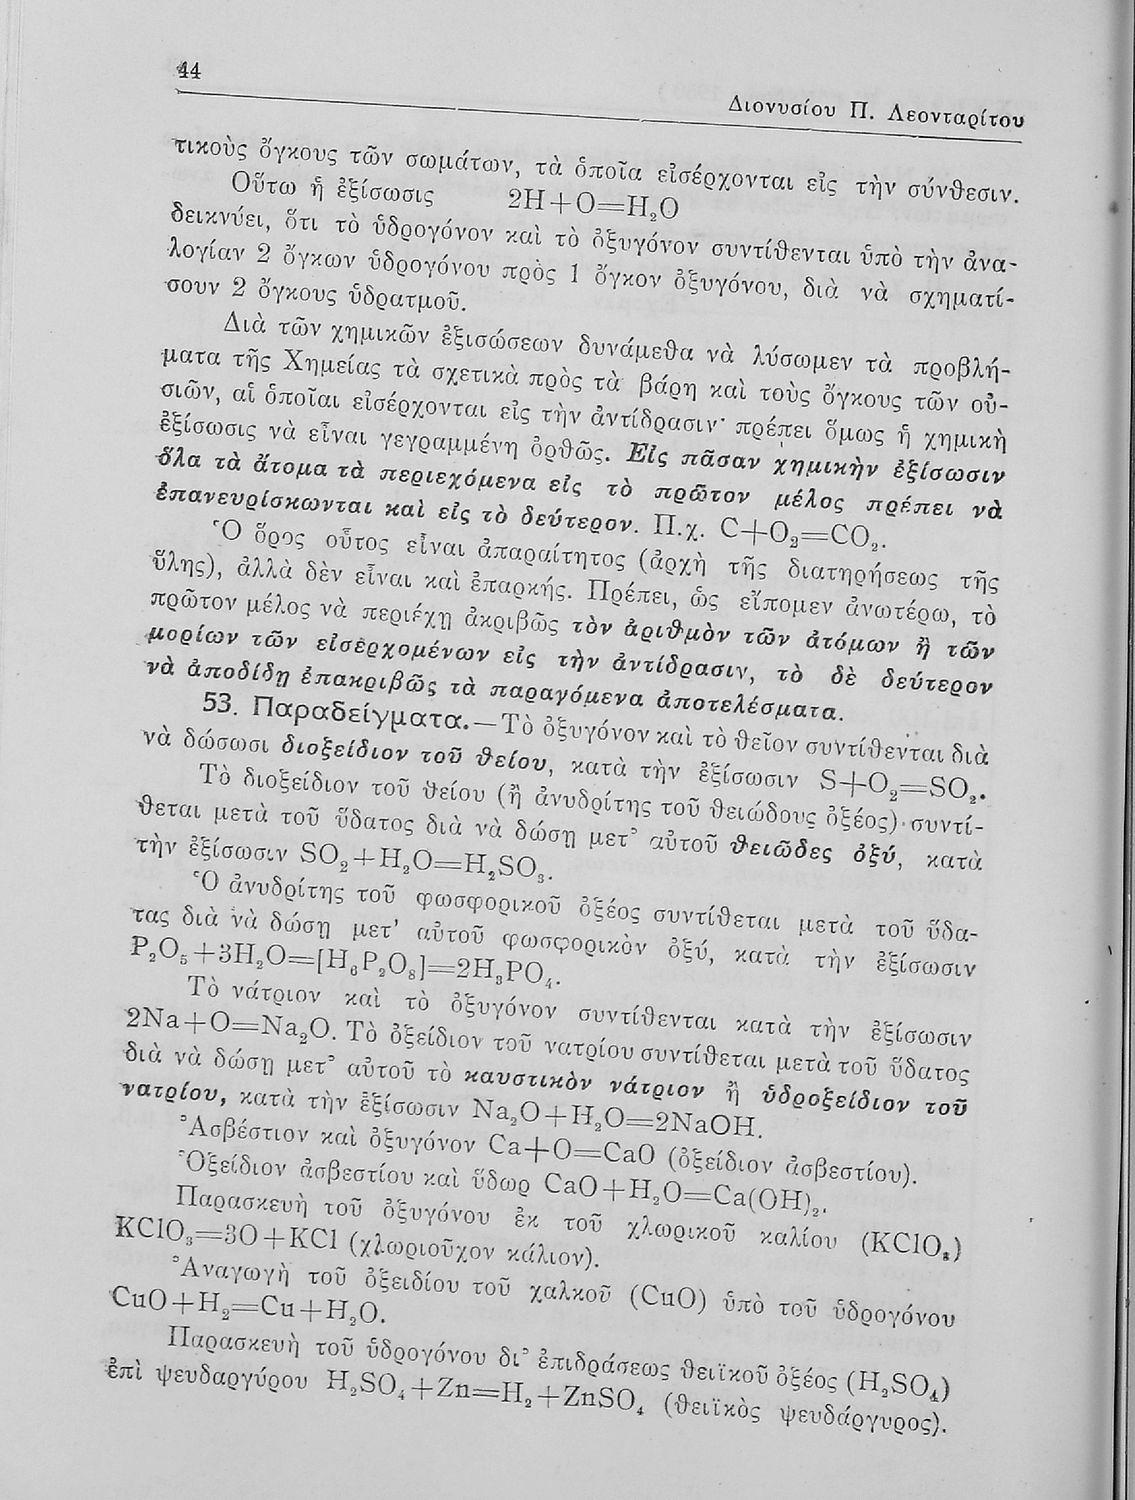 44
Διονυσίου Π. Λεονταρίτου
τικοὺς ὄγκους τῶν σωμάτων, τὰ ὁποῖα εἰσέρχονται εἰς τὴν σύνθεσιν.
Οὕτω ἡ ἐξίσωσις 2H+O=H₂O
δεικνύει, ὅτι τὸ ὑδρογόνον καὶ τὸ ὀξυγόνον συντίθενται ὑπὸ τὴν ἀνα-
λογίαν 2 ὄγκων ὑδρογόνου πρὸς 1 ὄγκον ὀξυγόνου, διὰ νὰ σχηματί-
σουν 2 ὄγκους ὑδρατμοῦ.
Διὰ τῶν χημικῶν ἐξισώσεων δυνάμεθα νὰ λύσωμεν τὰ προβλή-
ματα τῆς Χημείας τὰ σχετικὰ πρὸς τὰ βάρη καὶ τοὺς ὄγκους τῶν οὐ-
σιῶν, αἱ ὁποῖαι εἰσέρχονται εἰς τὴν ἀντίδρασιν· πρέπει ὅμως ἡ χημικὴ
ἐξίσωσις νὰ εἶναι γεγραμμένη ὀρθῶς. Εἰς πᾶσαν χημικὴν ἐξίσωσιν
ὅλα τὰ ἄτομα τὰ περιεχόμενα εἰς τὸ πρῶτον μέλος πρέπει νὰ
ἐπανευρίσκωνται καὶ εἰς τὸ δεύτερον. Π.χ. C+O₂=CO₂.
Ὁ ὅρος οὗτος εἶναι ἀπαραίτητος (ἀρχὴ τῆς διατηρήσεως τῆς
ὕλης), ἀλλὰ δὲν εἶναι καὶ ἐπαρκής. Πρέπει, ὡς εἴπομεν ἀνωτέρω, τὸ
πρῶτον μέλος νὰ περιέχῃ ἀκριβῶς τὸν ἀριθμὸν τῶν ἀτόμων ἢ τῶν
μορίων τῶν εἰσερχομένων εἰς τὴν ἀντίδρασιν, τὸ δὲ δεύτερον
νὰ ἀποδίδῃ ἐπακριβῶς τὰ παραγόμενα ἀποτελέσματα.
53. Παραδείγματα.—Τὸ ὀξυγόνον καὶ τὸ θεῖον συντίθενται διὰ
νὰ δώσωσι διοξείδιον τοῦ θείου, κατὰ τὴν ἐξίσωσιν S+O₂=SO₂.
Τὸ διοξείδιον τοῦ θείου (ἢ ἀνυδρίτης τοῦ θειώδους ὀξέος) συντί-
θεται μετὰ τοῦ ὕδατος διὰ νὰ δώσῃ μετ᾽ αὐτοῦ θειῶδες ὀξύ, κατὰ
τὴν ἐξίσωσιν SO₂+H₂O=H₂SO₃.
Ὁ ἀνυδρίτης τοῦ φωσφορικοῦ ὀξέος συντίθεται μετὰ τοῦ ὕδα-
τας διὰ νὰ δώσῃ μετ᾽ αὐτοῦ φωσφορικὸν ὀξύ, κατὰ τὴν ἐξίσωσιν
P₂O₅+3H₂O=[H₆P₂O₈]=2H₃PO₄.
Τὸ νάτριον καὶ τὸ ὀξυγόνον συντίθενται κατὰ τὴν ἐξίσωσιν
2Na+O=Na₂O. Τὸ ὀξείδιον τοῦ νατρίου συντίθεται μετὰ τοῦ ὕδατος
διὰ νὰ δώσῃ μετ᾽ αὐτοῦ τὸ καυστικὸν νάτριον ἢ ὑδροξείδιον τοῦ
νατρίου, κατὰ τὴν ἐξίσωσιν Na₂O+H₂O=2NaOH.
Ἀσβέστιον καὶ ὀξυγόνον Ca+O=CaO (ὀξείδιον ἀσβεστίου).
Ὀξείδιον ἀσβεστίου καὶ ὕδωρ CaO+H₂O=Ca(OH)₂.
Παρασκευὴ τοῦ ὀξυγόνου ἐκ τοῦ χλωρικοῦ καλίου (KClO₃)
KClO₃=3O+KCl (χλωριοῦχον κάλιον).
Ἀναγωγὴ τοῦ ὀξειδίου τοῦ χαλκοῦ (CuO) ὑπὸ τοῦ ὑδρογόνου
CuO+H₂=Cu+H₂O.
Παρασκευὴ τοῦ ὑδρογόνου δι᾽ ἐπιδράσεως θειϊκοῦ ὀξέος (H₂SO₄)
ἐπὶ ψευδαργύρου H₂SO₄+Zn=H₂+ZnSO₄ (θειϊκὸς ψευδάργυρος).